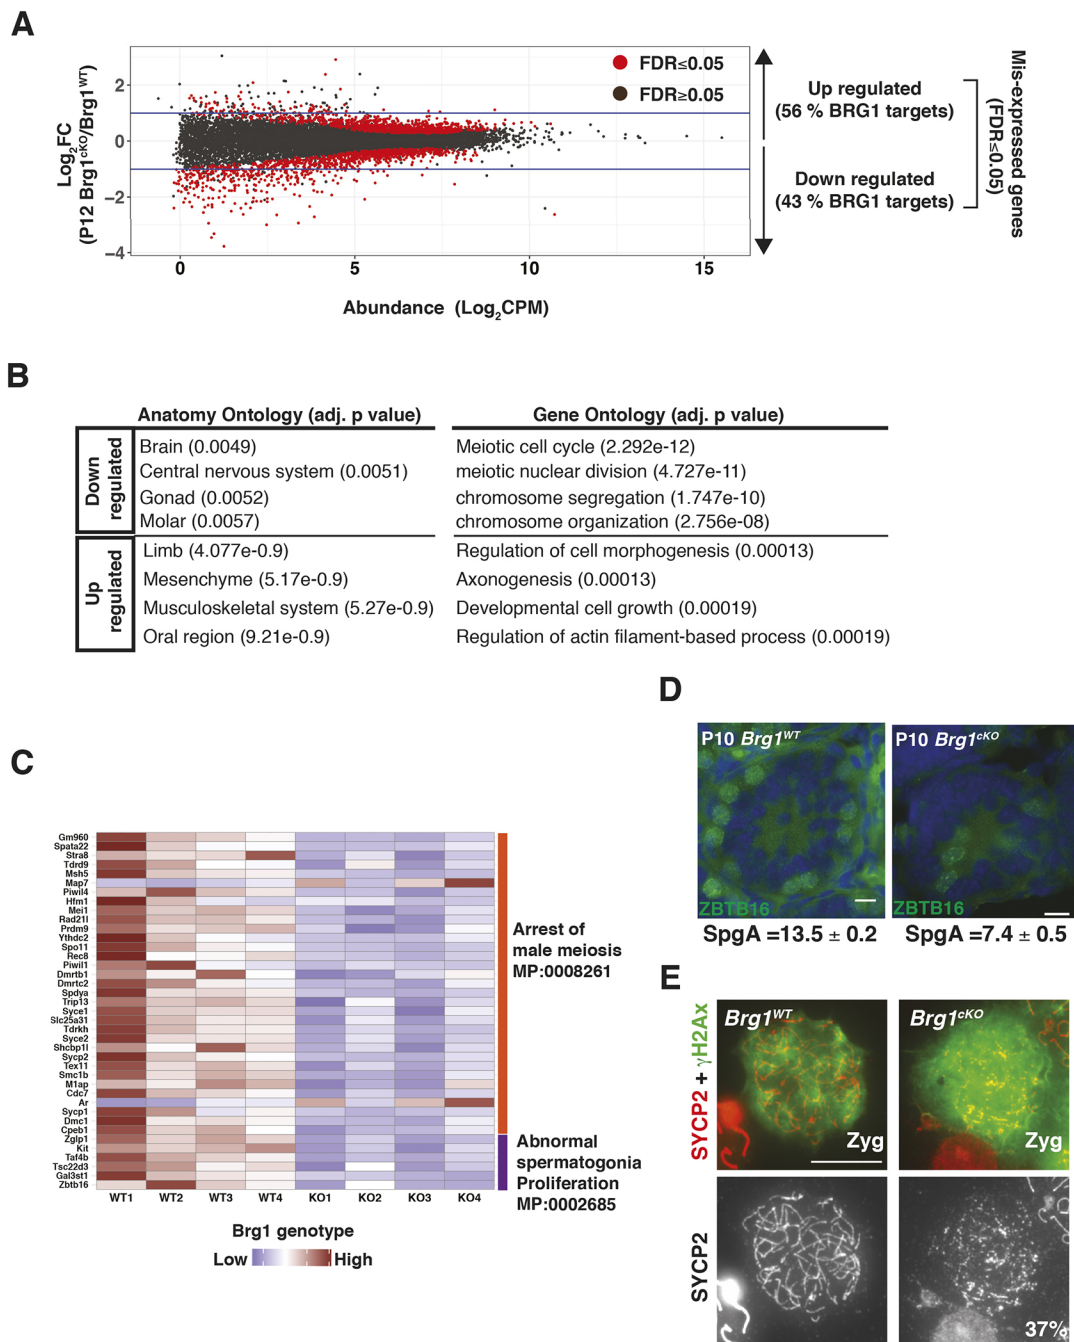 A
Log2FC
(P12 Brg1cKO/Brg1WT)
2
0
−2
−4
0
5
10
15
Abundance (Log2CPM)
FDR≤0.05
FDR≥0.05
Up regulated
(56 % BRG1 targets)
Down regulated
(43 % BRG1 targets)
Mis-expressed genes
(FDR≤0.05)
B
Anatomy Ontology (adj. p value)
Gene Ontology (adj. p value)
Down
regulated
Brain (0.0049)
Meiotic cell cycle (2.292e-12)
Central nervous system (0.0051)
meiotic nuclear division (4.727e-11)
Gonad (0.0052)
chromosome segregation (1.747e-10)
Molar (0.0057)
chromosome organization (2.756e-08)
Up
regulated
Limb (4.077e-0.9)
Regulation of cell morphogenesis (0.00013)
Mesenchyme (5.17e-0.9)
Axonogenesis (0.00013)
Musculoskeletal system (5.27e-0.9)
Developmental cell growth (0.00019)
Oral region (9.21e-0.9)
Regulation of actin filament-based process (0.00019)
C
Gm960
Spata22
Stra8
Tdrd9
Msh5
Map7
Piwil4
Hfm1
Mei1
Rad21l
Prdm9
Ythdc2
Spo11
Rec8
Piwil1
Dmrtb1
Dmrtc2
Spdya
Trip13
Syce1
Slc25a31
Tdrkh
Syce2
Shcbp1l
Sycp2
Tex11
Smc1b
M1ap
Cdc7
Ar
Sycp1
Dmc1
Cpeb1
Zglp1
Kit
Taf4b
Tsc22d3
Gal3st1
Zbtb16
WT1
WT2
WT3
WT4
KO1
KO2
KO3
KO4
Brg1 genotype
Low
High
Arrest of
male meiosis
MP:0008261
Abnormal
spermatogonia
Proliferation
MP:0002685
D
P10 Brg1WT
ZBTB16
SpgA =13.5 ± 0.2
P10 Brg1cKO
ZBTB16
SpgA =7.4 ± 0.5
E
SYCP2 + γH2Ax
Brg1WT
Zyg
Brg1cKO
Zyg
SYCP2
37%